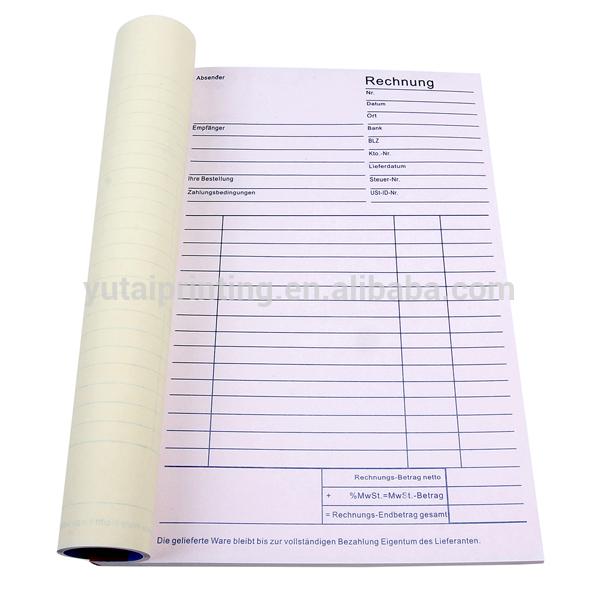 Absender
Rechnung
Nr.
Datum
Ort
Empfänger
Bank
BLZ
Kto.-Nr.
Lieferdatum
Ihre Bestellung
Steuer-Nr.
Zahlungsbedingungen
USt-ID-Nr.
yutaiprinting.en.alibaba.com
Rechnungs-Betrag netto
+ %MwSt.=MwSt.-Betrag
= Rechnungs-Endbetrag gesamt
Die gelieferte Ware bleibt bis zur vollständigen Bezahlung Eigentum des Lieferanten.